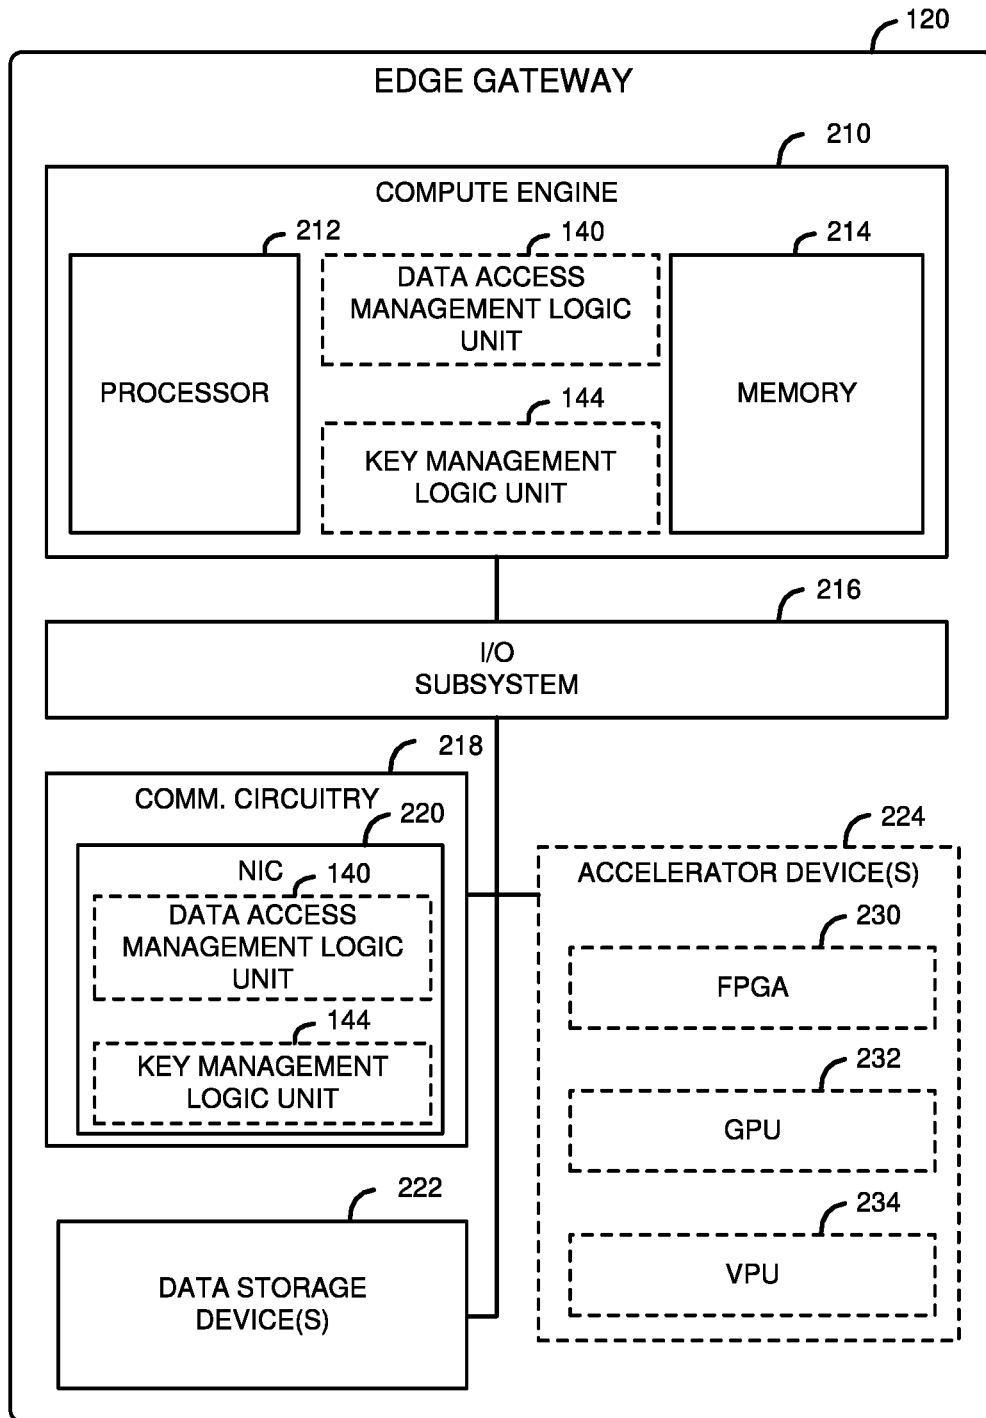 120
EDGE GATEWAY
210
COMPUTE ENGINE
212
140
214
PROCESSOR
DATA ACCESS
MANAGEMENT LOGIC
UNIT
144
KEY MANAGEMENT
LOGIC UNIT
MEMORY
216
I/O
SUBSYSTEM
218
COMM. CIRCUITRY
220
NIC
140
DATA ACCESS
MANAGEMENT LOGIC
UNIT
144
KEY MANAGEMENT
LOGIC UNIT
224
ACCELERATOR DEVICE(S)
230
FPGA
232
GPU
234
VPU
222
DATA STORAGE
DEVICE(S)